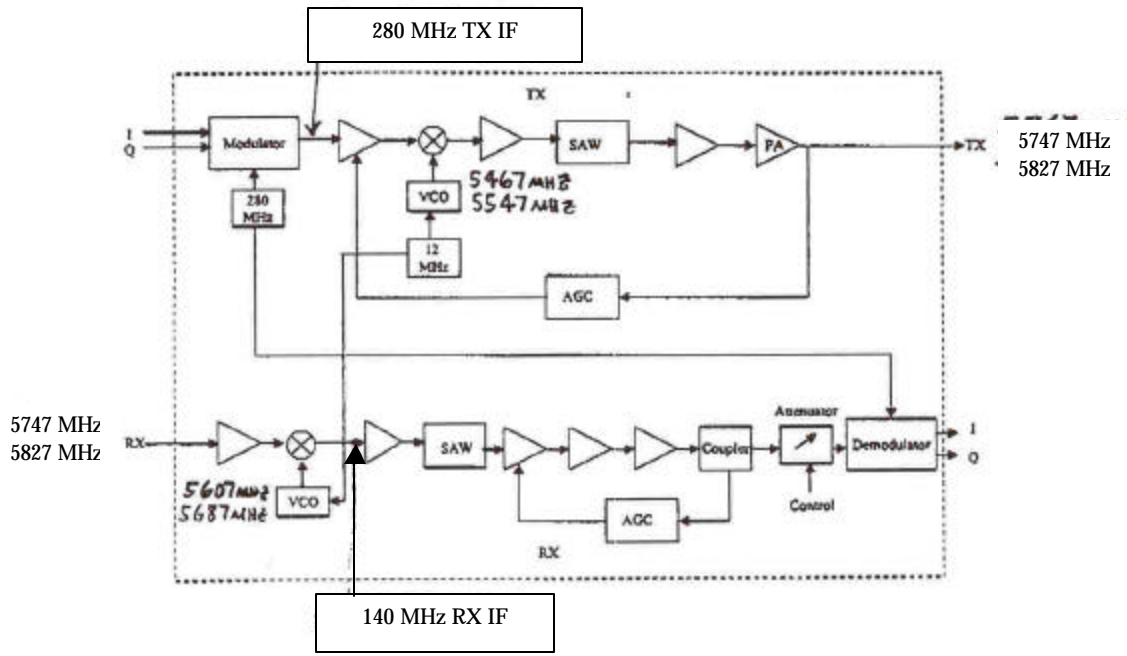 280 MHz TX IF
TX
I
Q
Modulator
SAW
PA
TX
5747 MHz
5827 MHz
280
MHz
VCO
5467MHZ
5547MHZ
12
MHz
AGC
5747 MHz
5827 MHz
RX
SAW
Coupler
Attenuator
Demodulator
I
Q
5607MHZ
5687MHZ
VCO
AGC
Control
RX
140 MHz RX IF